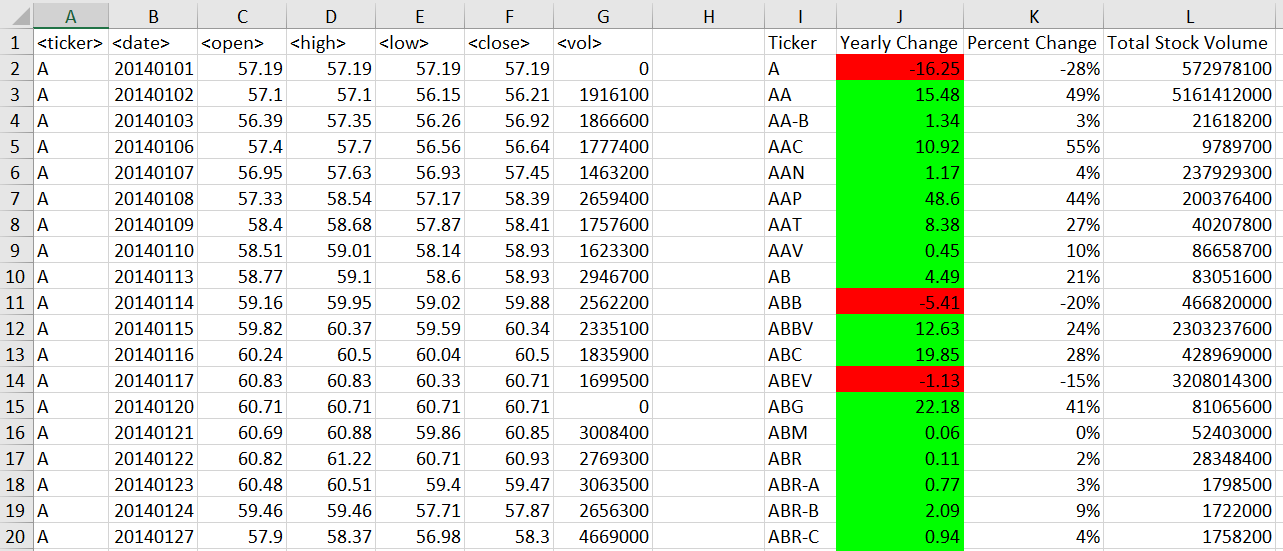 A B C D E F G H I J K L
1 <ticker> <date> <open> <high> <low> <close> <vol> Ticker Yearly Change Percent Change Total Stock Volume
2 A 20140101 57.19 57.19 57.19 57.19 0 A -16.25 -28% 572978100
3 A 20140102 57.1 57.1 56.15 56.21 1916100 AA 15.48 49% 5161412000
4 A 20140103 56.39 57.35 56.26 56.92 1866600 AA-B 1.34 3% 21618200
5 A 20140106 57.4 57.7 56.56 56.64 1777400 AAC 10.92 55% 9789700
6 A 20140107 56.95 57.63 56.93 57.45 1463200 AAN 1.17 4% 237929300
7 A 20140108 57.33 58.54 57.17 58.39 2659400 AAP 48.6 44% 200376400
8 A 20140109 58.4 58.68 57.87 58.41 1757600 AAT 8.38 27% 40207800
9 A 20140110 58.51 59.01 58.14 58.93 1623300 AAV 0.45 10% 86658700
10 A 20140113 58.77 59.1 58.6 58.93 2946700 AB 4.49 21% 83051600
11 A 20140114 59.16 59.95 59.02 59.88 2562200 ABB -5.41 -20% 466820000
12 A 20140115 59.82 60.37 59.59 60.34 2335100 ABBV 12.63 24% 2303237600
13 A 20140116 60.24 60.5 60.04 60.5 1835900 ABC 19.85 28% 428969000
14 A 20140117 60.83 60.83 60.33 60.71 1699500 ABEV -1.13 -15% 3208014300
15 A 20140120 60.71 60.71 60.71 60.71 0 ABG 22.18 41% 81065600
16 A 20140121 60.69 60.88 59.86 60.85 3008400 ABM 0.06 0% 52403000
17 A 20140122 60.82 61.22 60.71 60.93 2769300 ABR 0.11 2% 28348400
18 A 20140123 60.48 60.51 59.4 59.47 3063500 ABR-A 0.77 3% 1798500
19 A 20140124 59.46 59.46 57.71 57.87 2656300 ABR-B 2.09 9% 1722000
20 A 20140127 57.9 58.37 56.98 58.3 4669000 ABR-C 0.94 4% 1758200